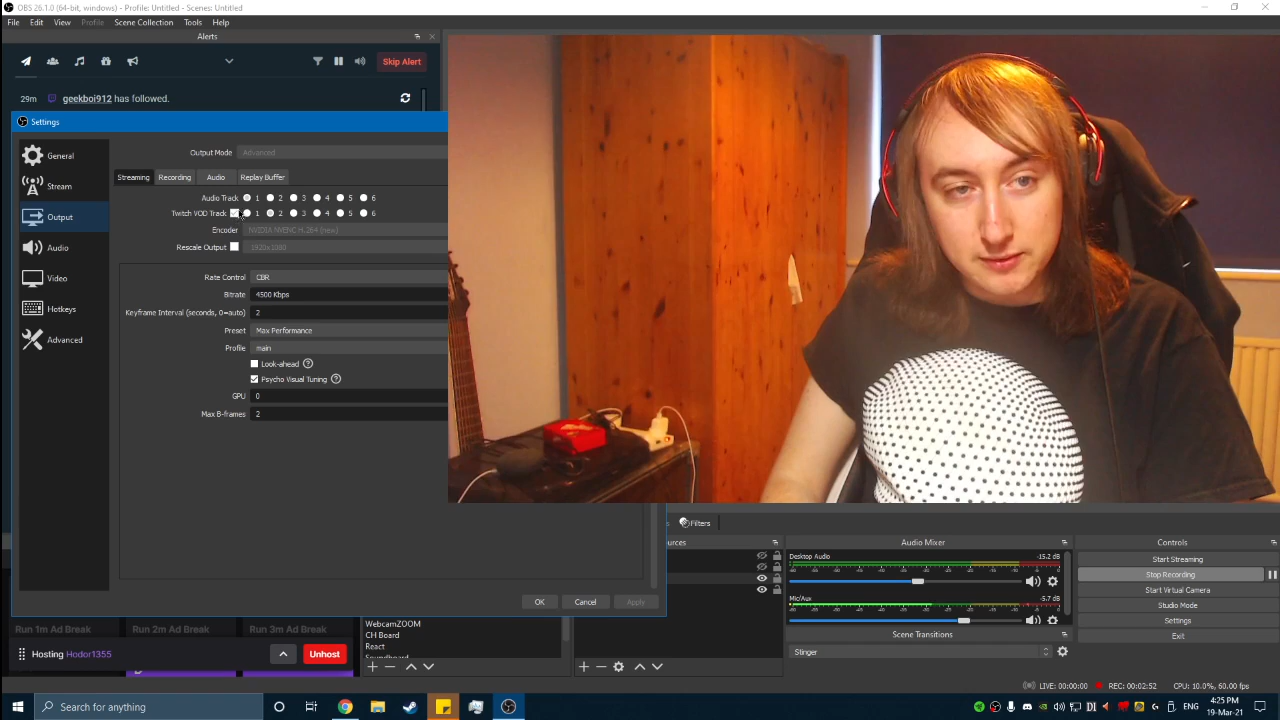 OBS 26.1.0 (64-bit, windows) - Profile: Untitled - Scenes: Untitled
File Edit View Profile Scene Collection Tools Help
Alerts
Skip Alert
29m geekboi912 has followed.
Settings
General
Stream
Output
Audio
Video
Hotkeys
Advanced
Output Mode Advanced
Streaming Recording Audio Replay Buffer
Audio Track 1 2 3 4 5 6
Twitch VOD Track 1 2 3 4 5 6
Encoder NVIDIA NVENC H.264 (new)
Rescale Output 1920x1080
Rate Control CBR
Bitrate 4500 Kbps
Keyframe Interval (seconds, 0=auto) 2
Preset Max Performance
Profile main
Look-ahead ?
Psycho Visual Tuning ?
GPU 0
Max B-frames 2
OK Cancel Apply
Filters
Audio Mixer
Desktop Audio -15.2 dB
Mic/Aux -5.7 dB
Scene Transitions
Stinger
Controls
Start Streaming
Stop Recording
Start Virtual Camera
Studio Mode
Settings
Exit
Run 1m Ad Break Run 2m Ad Break Run 3m Ad Break
Hosting Hodor1355 Unhost
WebcamZOOM
CH Board
React
LIVE: 00:00:00 REC: 00:02:52 CPU: 10.0%, 60.00 fps
Search for anything
4:25 PM
19-Mar-21